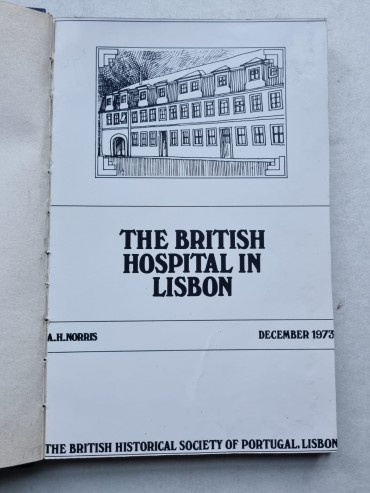 THE BRITISH
HOSPITAL IN
LISBON
A.H.NORRIS DECEMBER 1973
THE BRITISH HISTORICAL SOCIETY OF PORTUGAL. LISBON